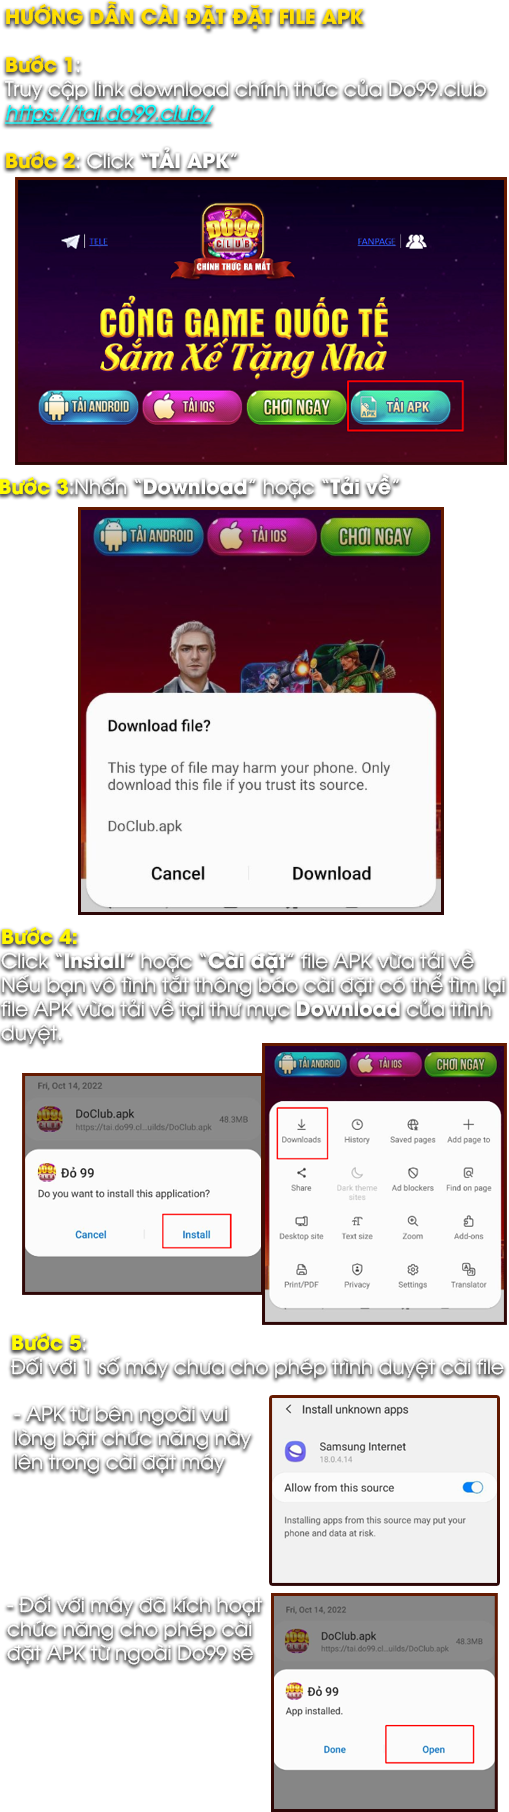 HƯỚNG DẪN CÀI ĐẶT ĐẶT FILE APK
Bước 1:
Truy cập link download chính thức của Do99.club
https://tai.do99.club/
Bước 2: Click “TẢI APK”
TELE
DO99
CLUB
CHÍNH THỨC RA MẮT
FANPAGE
CỔNG GAME QUỐC TẾ
Sắm Xế Tặng Nhà
TẢI ANDROID
TẢI IOS
CHƠI NGAY
APK
TẢI APK
Bước 3:Nhấn “Download” hoặc “Tải về”
TẢI ANDROID
TẢI IOS
CHƠI NGAY
Download file?
This type of file may harm your phone. Only
download this file if you trust its source.
DoClub.apk
Cancel
Download
Bước 4:
Click “Install” hoặc “Cài đặt” file APK vừa tải về
Nếu bạn vô tình tắt thông báo cài đặt có thể tìm lại
file APK vừa tải về tại thư mục Download của trình
duyệt.
Fri, Oct 14, 2022
DoClub.apk
https://tai.do99.cl...uilds/DoClub.apk
48.3MB
Đỏ 99
Do you want to install this application?
Cancel
Install
TẢI ANDROID
TẢI IOS
CHƠI NGAY
Downloads
History
Saved pages
Add page to
Share
Dark theme
sites
Ad blockers
Find on page
Desktop site
Text size
Zoom
Add-ons
Print/PDF
Privacy
Settings
Translator
Bước 5:
Đối với 1 số máy chưa cho phép trình duyệt cài file
- APK từ bên ngoài vui
lòng bật chức năng này
lên trong cài đặt máy
Install unknown apps
Samsung Internet
18.0.4.14
Allow from this source
Installing apps from this source may put your
phone and data at risk.
- Đối với máy đã kích hoạt
chức năng cho phép cài
đặt APK từ ngoài Do99 sẽ
Fri, Oct 14, 2022
DoClub.apk
https://tai.do99.cl...uilds/DoClub.apk
48.3MB
Đỏ 99
App installed.
Done
Open